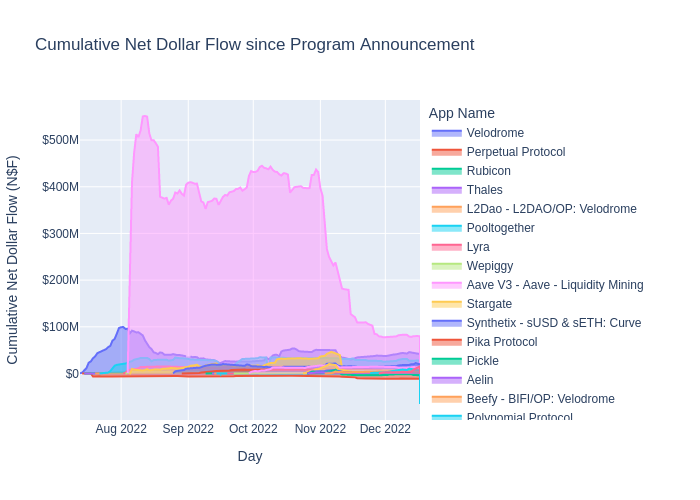 Cumulative Net Dollar Flow since Program Announcement
Cumulative Net Dollar Flow (N$F)
$500M
$400M
$300M
$200M
$100M
$0
Aug 2022
Sep 2022
Oct 2022
Nov 2022
Dec 2022
Day
App Name
Velodrome
Perpetual Protocol
Rubicon
Thales
L2Dao - L2DAO/OP: Velodrome
Pooltogether
Lyra
Wepiggy
Aave V3 - Aave - Liquidity Mining
Stargate
Synthetix - sUSD & sETH: Curve
Pika Protocol
Pickle
Aelin
Beefy - BIFI/OP: Velodrome
Polynomial Protocol